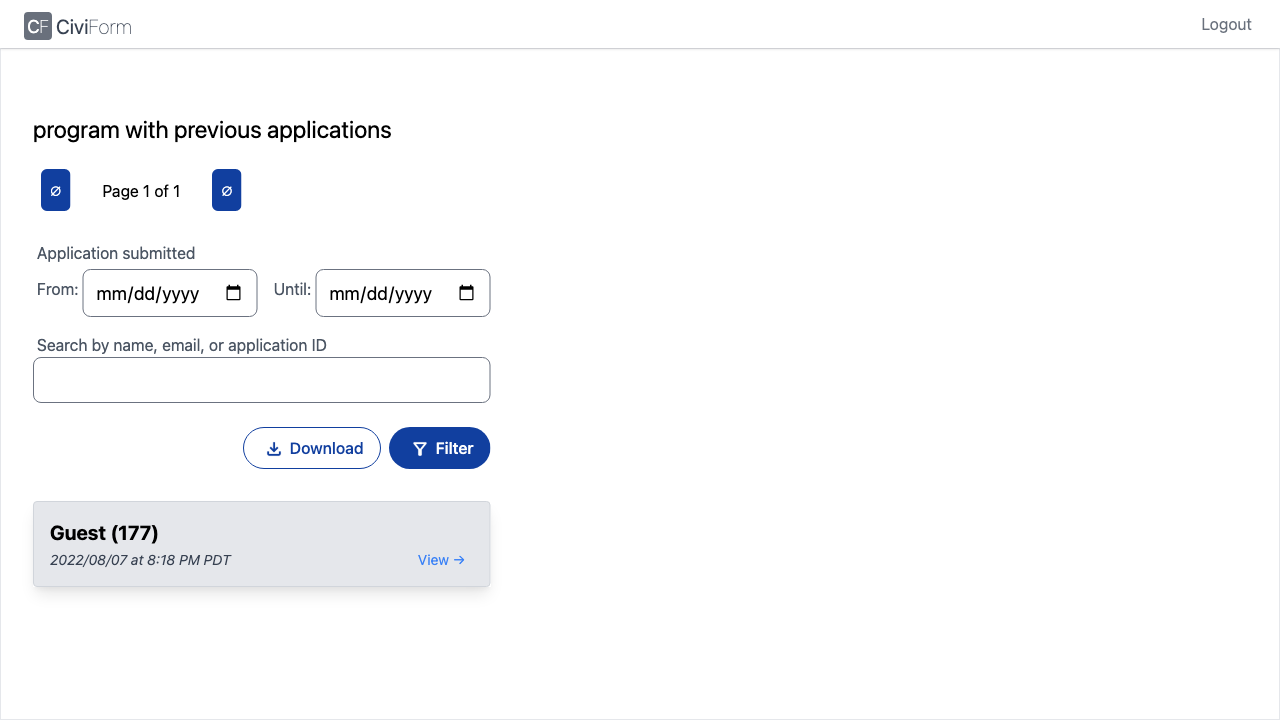 CF CiviForm
Logout
program with previous applications
∅ Page 1 of 1 ∅
Application submitted
From: mm/dd/yyyy Until: mm/dd/yyyy
Search by name, email, or application ID
Download Filter
Guest (177)
2022/08/07 at 8:18 PM PDT View →